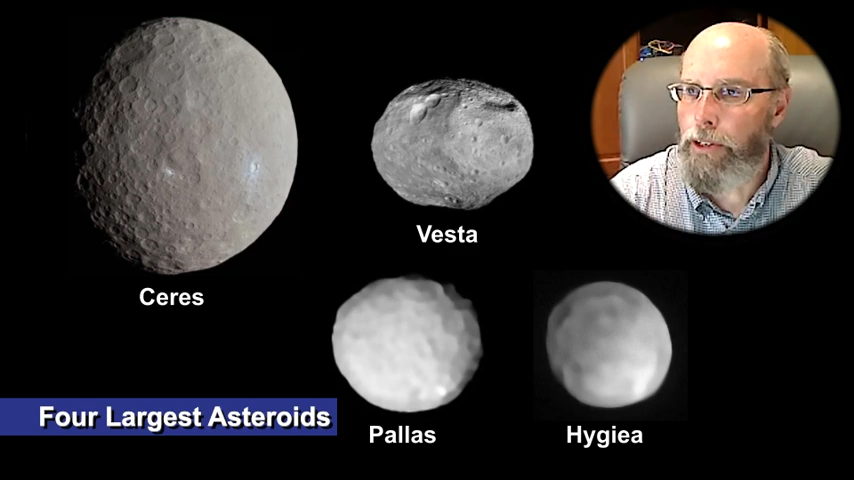 Vesta
Ceres
Four Largest Asteroids
Pallas
Hygiea